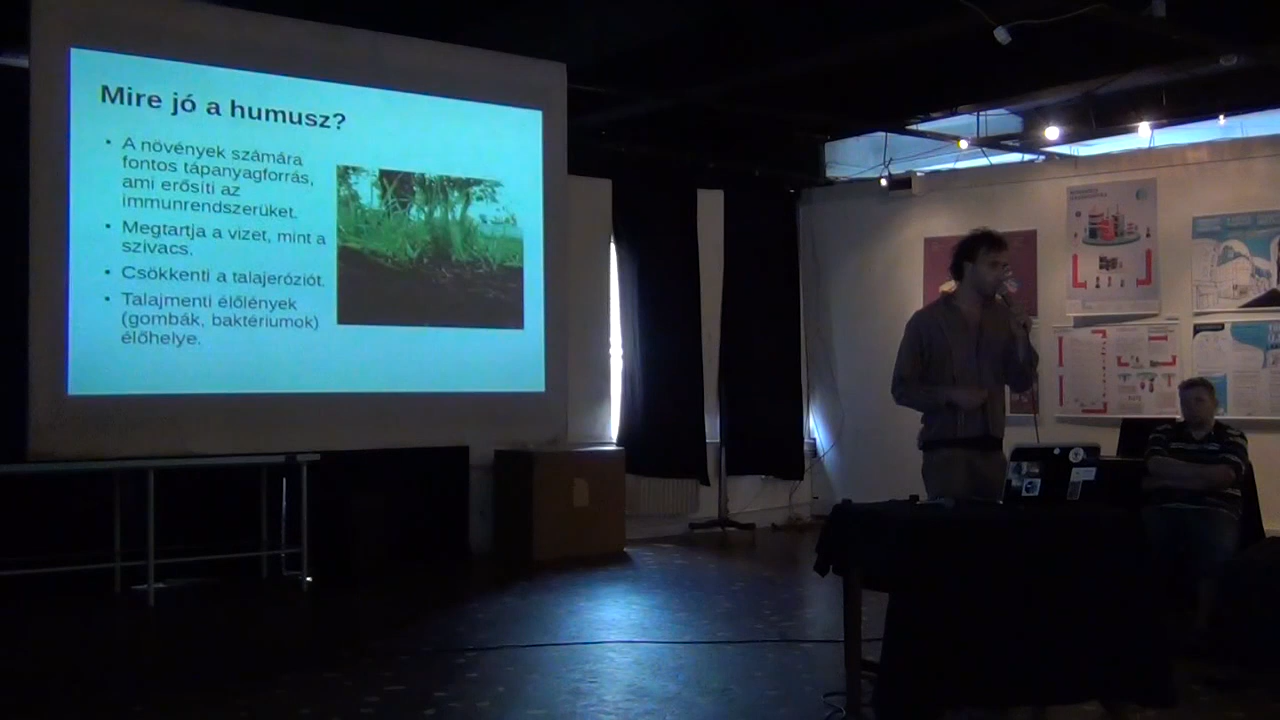 Mire jó a humusz?
• A növények számára
fontos tápanyagforrás,
ami erősíti az
immunrendszerüket.
• Megtartja a vizet, mint a
szivacs.
• Csökkenti a talajeróziót.
• Talajmenti élőlények
(gombák, baktériumok)
élőhelye.